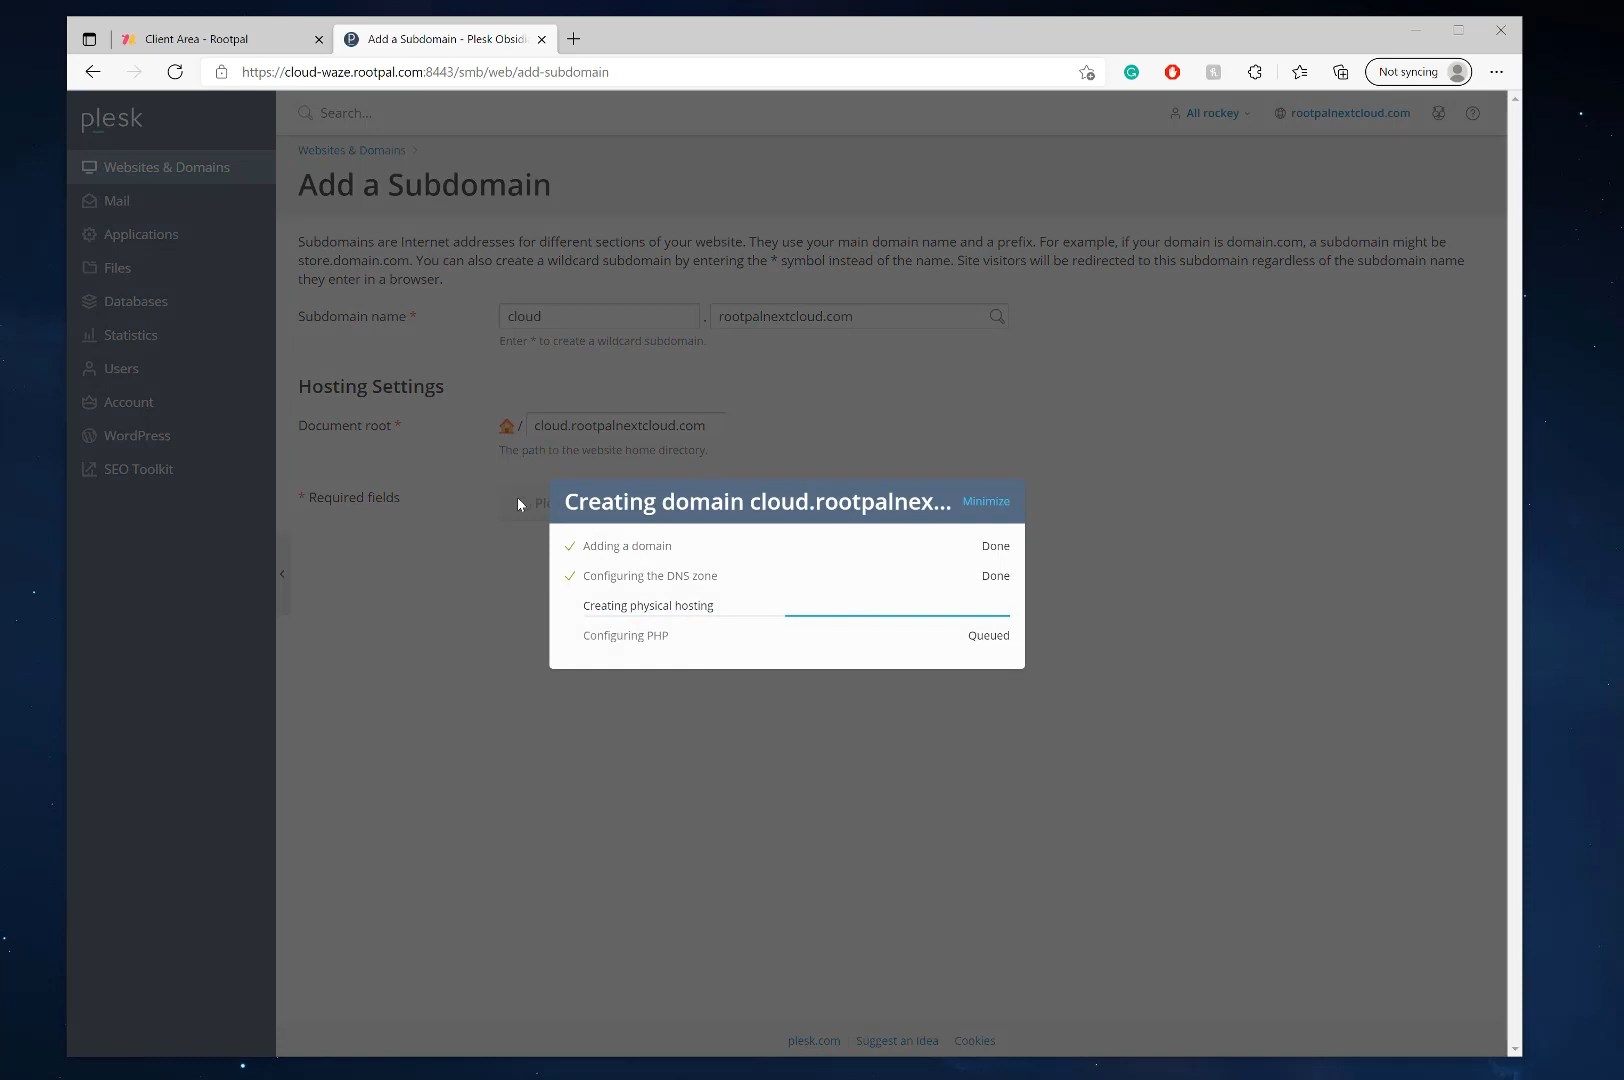 Client Area - Rootpal
Add a Subdomain - Plesk Obsidi
https://cloud-waze.rootpal.com:8443/smb/web/add-subdomain
Not syncing
plesk
Search...
All rockey
rootpalnextcloud.com
Websites & Domains
Mail
Applications
Files
Databases
Statistics
Users
Account
WordPress
SEO Toolkit
Websites & Domains >
Add a Subdomain
Subdomains are Internet addresses for different sections of your website. They use your main domain name and a prefix. For example, if your domain is domain.com, a subdomain might be
store.domain.com. You can also create a wildcard subdomain by entering the * symbol instead of the name. Site visitors will be redirected to this subdomain regardless of the subdomain name
they enter in a browser.
Subdomain name * cloud . rootpalnextcloud.com
Enter * to create a wildcard subdomain.
Hosting Settings
Document root * / cloud.rootpalnextcloud.com
The path to the website home directory.
* Required fields
Creating domain cloud.rootpalnex... Minimize
Adding a domain Done
Configuring the DNS zone Done
Creating physical hosting
Configuring PHP Queued
plesk.com Suggest an Idea Cookies